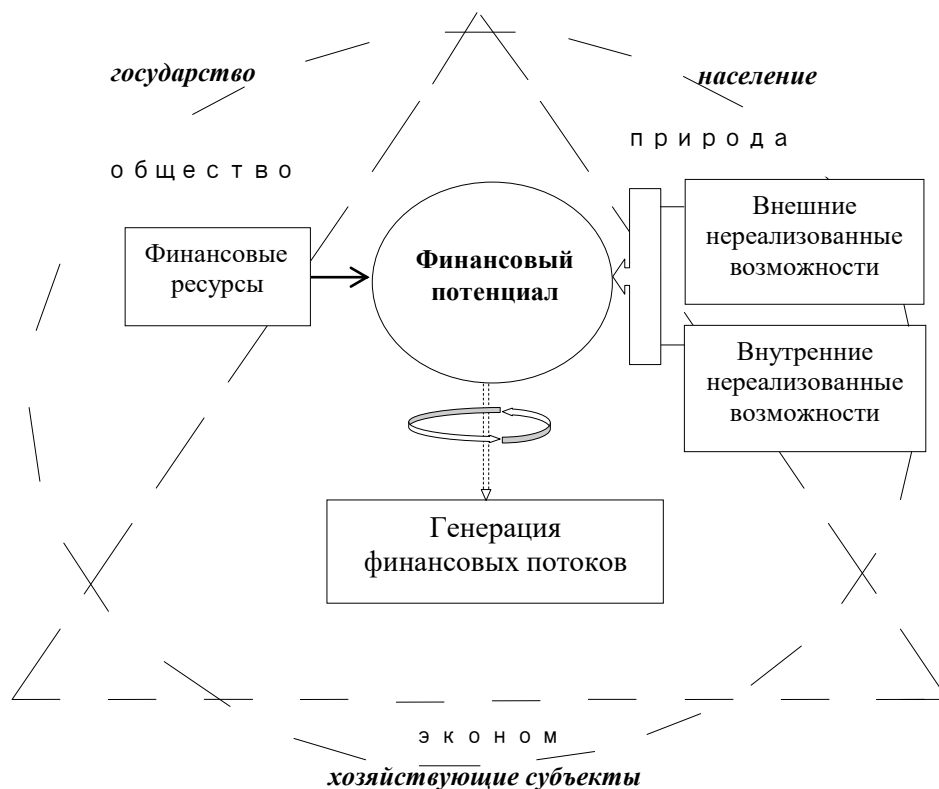 государство
население
природа
общество
Внешние
нереализованные
возможности
Финансовые
ресурсы
Финансовый
потенциал
Внутренние
нереализованные
возможности
Генерация
финансовых потоков
эконом
хозяйствующие субъекты